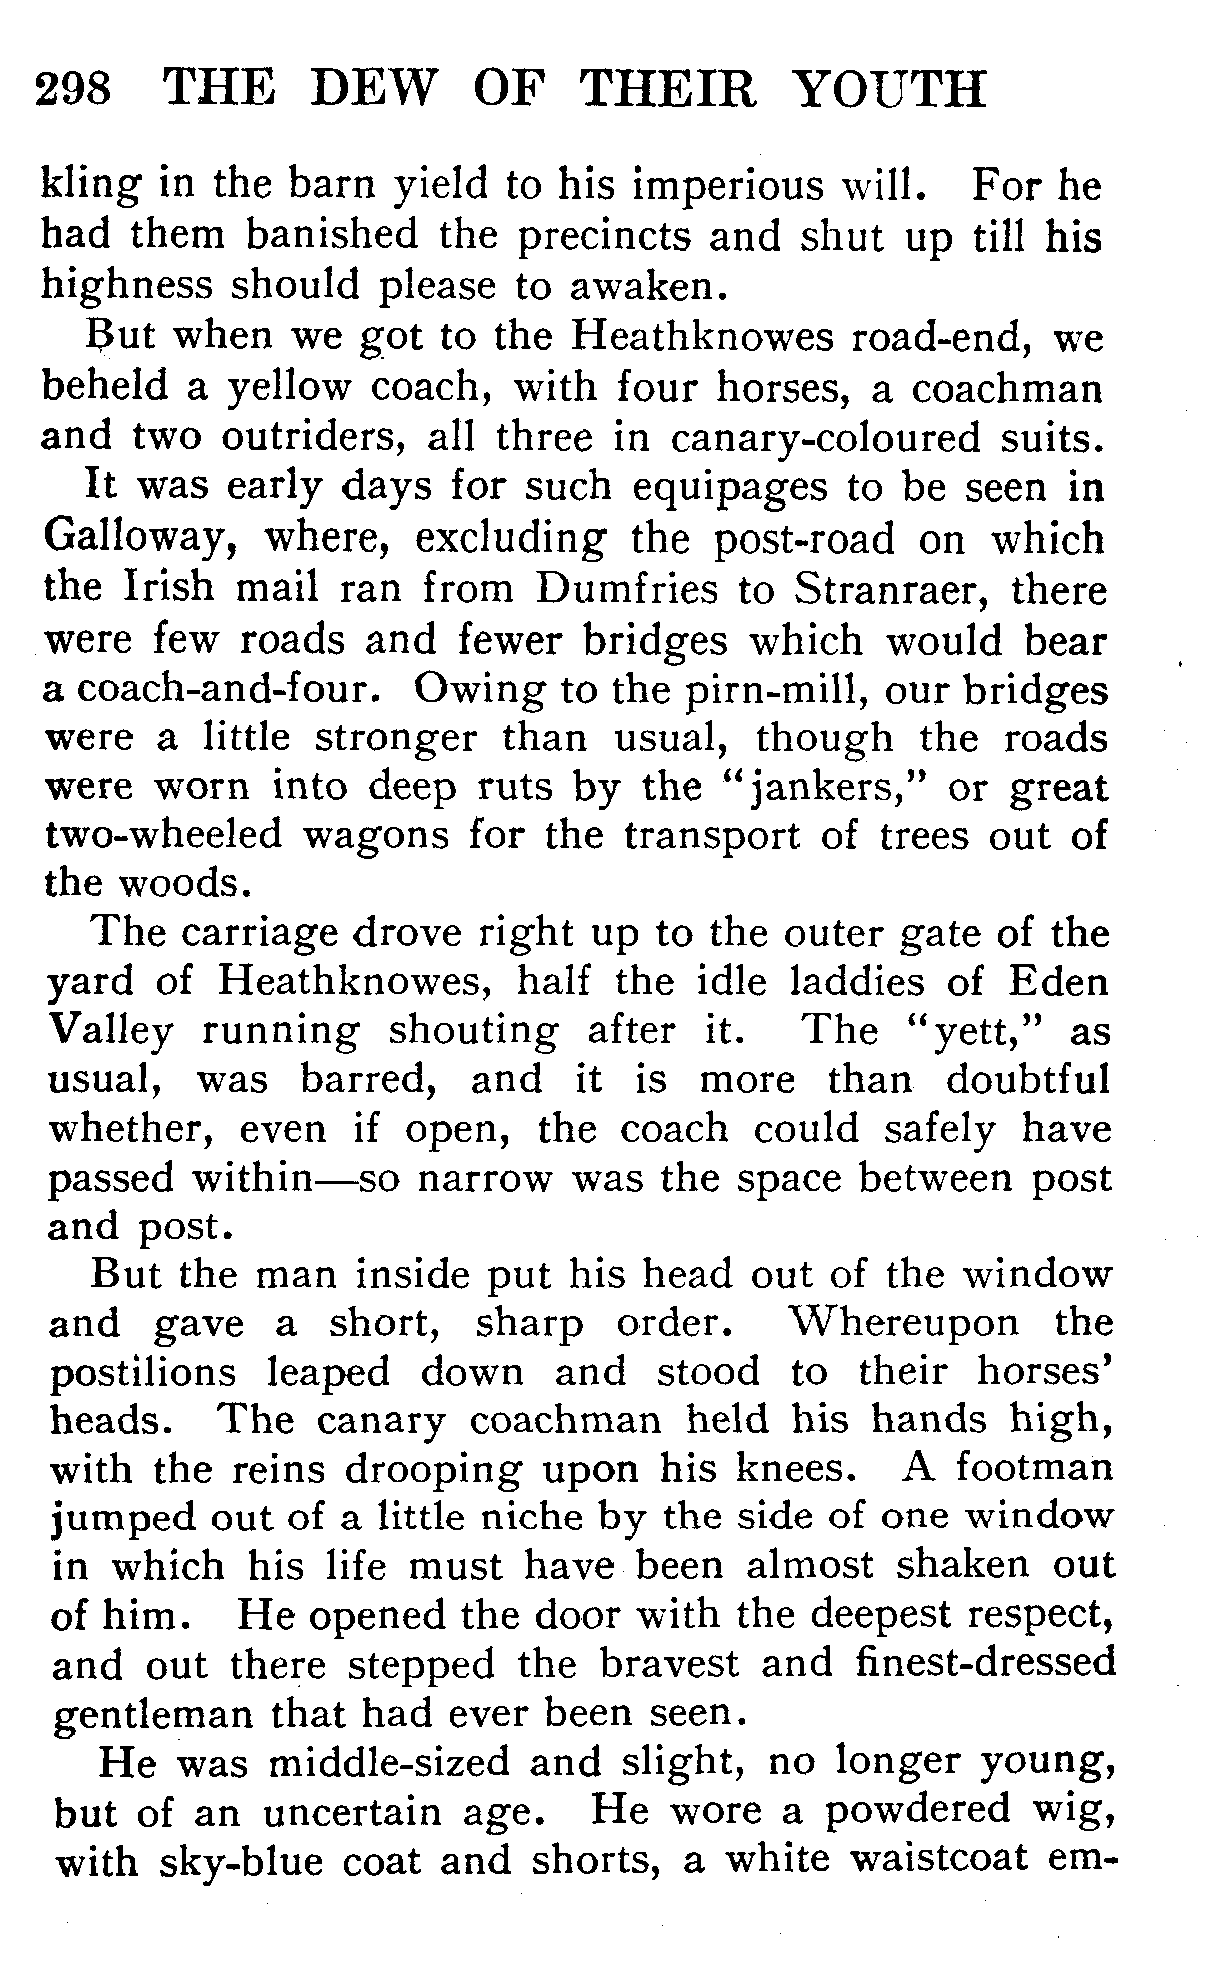 298 THE DEW OF THEIR YOUTH
kling in the barn yield to his imperious will. For he
had them banished the precincts and shut up till his
highness should please to awaken.
But when we got to the Heathknowes road-end, we
beheld a yellow coach, with four horses, a coachman
and two outriders, all three in canary-coloured suits.
It was early days for such equipages to be seen in
Galloway, where, excluding the post-road on which
the Irish mail ran from Dumfries to Stranraer, there
were few roads and fewer bridges which would bear
a coach-and-four. Owing to the pirn-mill, our bridges
were a little stronger than usual, though the roads
were worn into deep ruts by the "jankers," or great
two-wheeled wagons for the transport of trees out of
the woods.
The carriage drove right up to the outer gate of the
yard of Heathknowes, half the idle laddies of Eden
Valley running shouting after it. The "yett," as
usual, was barred, and it is more than doubtful
whether, even if open, the coach could safely have
passed within—so narrow was the space between post
and post.
But the man inside put his head out of the window
and gave a short, sharp order. Whereupon the
postilions leaped down and stood to their horses'
heads. The canary coachman held his hands high,
with the reins drooping upon his knees. A footman
jumped out of a little niche by the side of one window
in which his life must have been almost shaken out
of him. He opened the door with the deepest respect,
and out there stepped the bravest and finest-dressed
gentleman that had ever been seen.
He was middle-sized and slight, no longer young,
but of an uncertain age. He wore a powdered wig,
with sky-blue coat and shorts, a white waistcoat em-